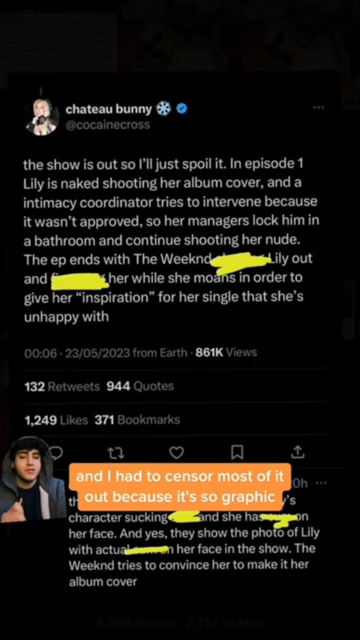 chateau bunny
@cocainecross
the show is out so I'll just spoil it. In episode 1
Lily is naked shooting her album cover, and a
intimacy coordinator tries to intervene because
it wasn't approved, so her managers lock him in
a bathroom and continue shooting her nude.
The ep ends with The Weeknd Lily out
and her while she moans in order to
give her “inspiration” for her single that she's
unhappy with
00:06 · 23/05/2023 from Earth · 861K Views
132 Retweets 944 Quotes
1,249 Likes 371 Bookmarks
and I had to censor most of it
out because it's so graphic
character sucking and she has on
her face. And yes, they show the photo of Lily
with actual on her face in the show. The
Weeknd tries to convince her to make it her
album cover
5,906 Photos, 2,124 Videos